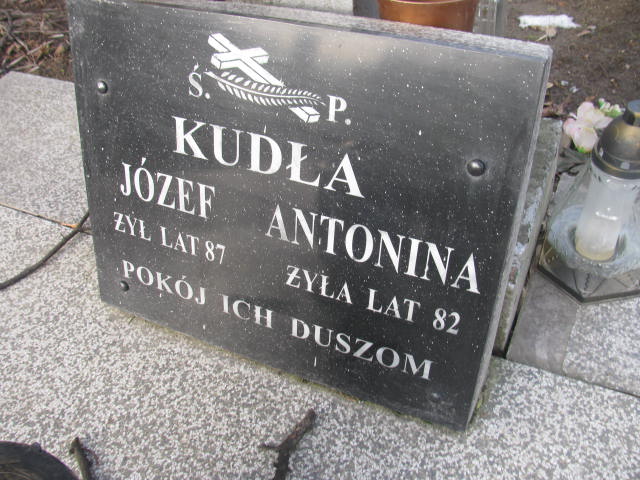 Ś. P.
KUDŁA
JÓZEF ANTONINA
ŻYŁ LAT 87 ŻYŁA LAT 82
POKÓJ ICH DUSZOM